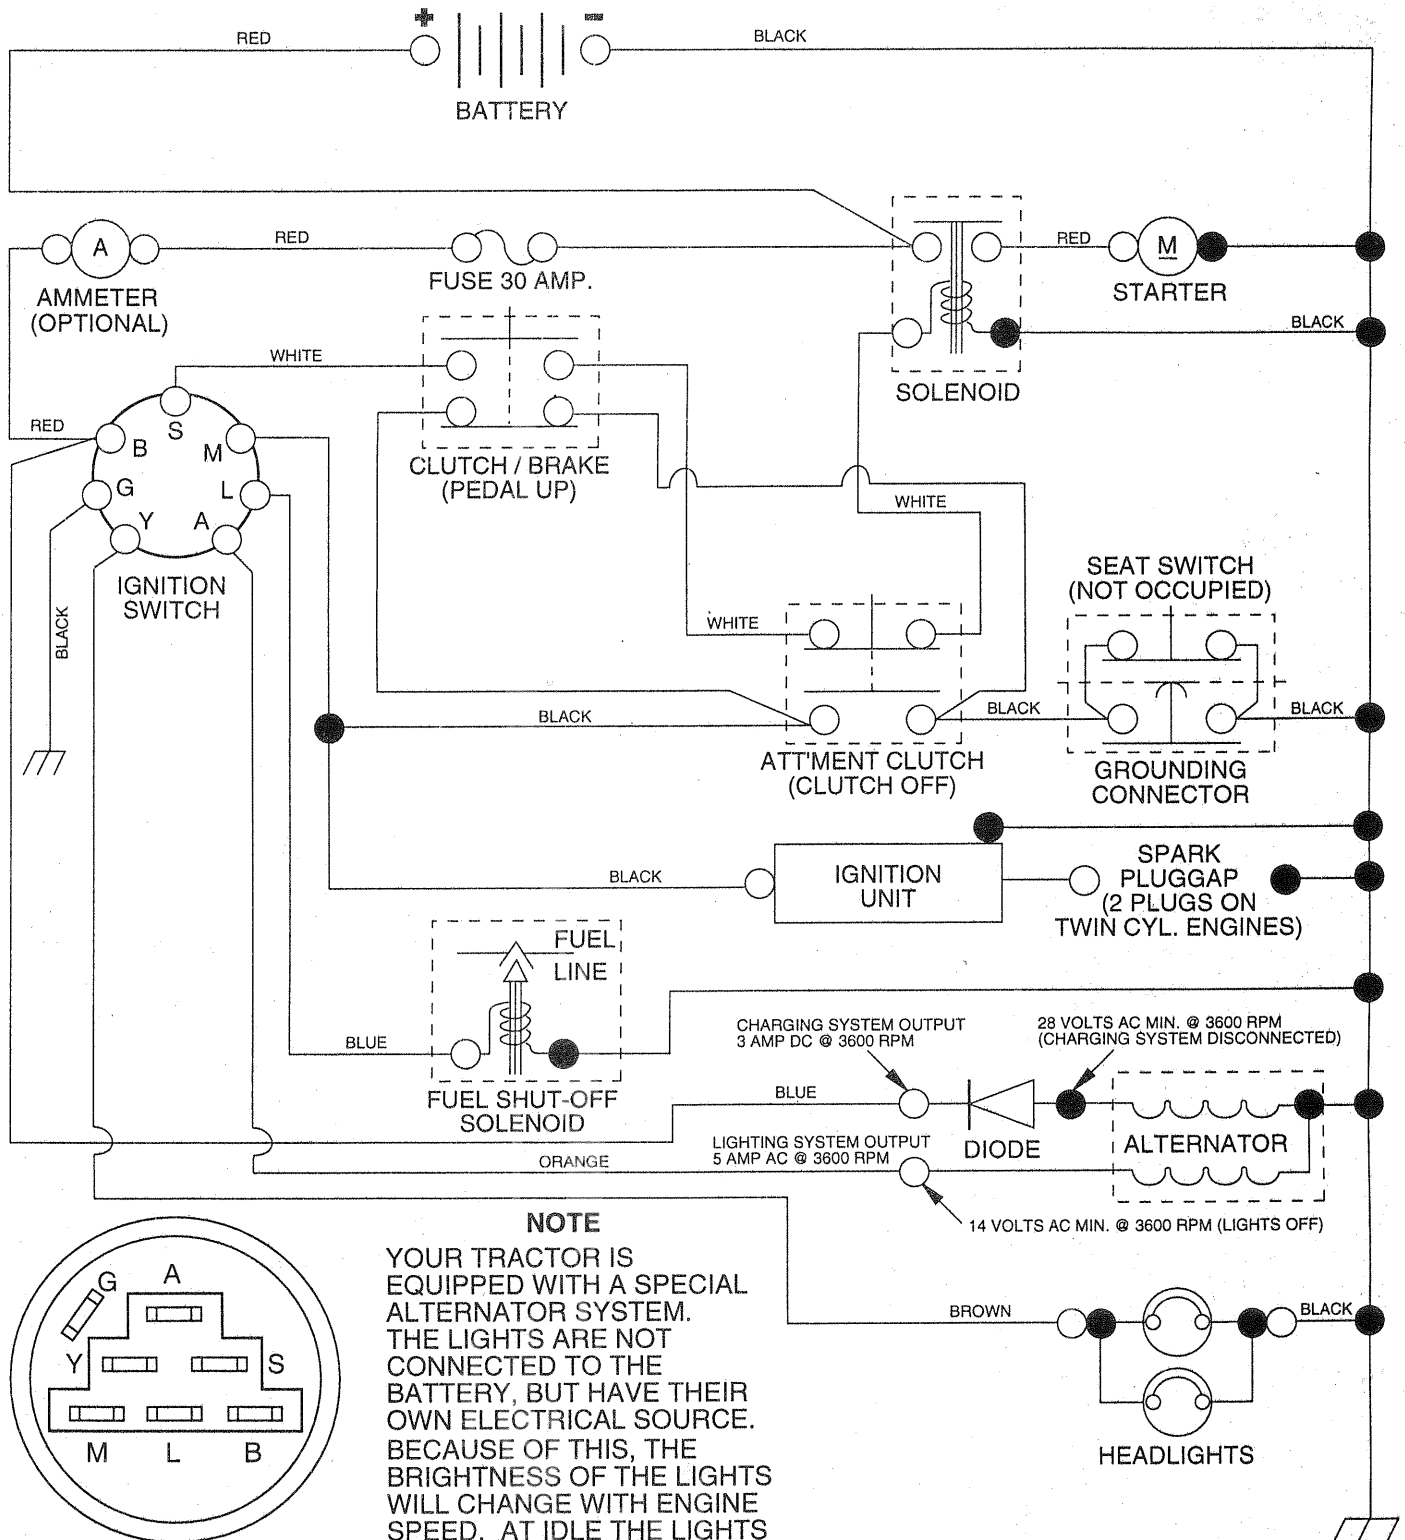 + -
RED
BLACK
BATTERY
A
RED
RED
M
FUSE 30 AMP.
STARTER
AMMETER
(OPTIONAL)
BLACK
WHITE
SOLENOID
RED
S
B
M
CLUTCH / BRAKE
(PEDAL UP)
G
L
WHITE
Y
A
IGNITION
SWITCH
SEAT SWITCH
(NOT OCCUPIED)
BLACK
WHITE
BLACK
BLACK
BLACK
ATT'MENT CLUTCH
(CLUTCH OFF)
GROUNDING
CONNECTOR
BLACK
IGNITION
UNIT
SPARK
PLUGGAP
(2 PLUGS ON
TWIN CYL. ENGINES)
FUEL
LINE
BLUE
FUEL SHUT-OFF
SOLENOID
CHARGING SYSTEM OUTPUT
3 AMP DC @ 3600 RPM
28 VOLTS AC MIN. @ 3600 RPM
(CHARGING SYSTEM DISCONNECTED)
BLUE
DIODE
ALTERNATOR
LIGHTING SYSTEM OUTPUT
5 AMP AC @ 3600 RPM
ORANGE
14 VOLTS AC MIN. @ 3600 RPM (LIGHTS OFF)
BROWN
BLACK
HEADLIGHTS
G
A
Y
S
M
L
B
NOTE
YOUR TRACTOR IS
EQUIPPED WITH A SPECIAL
ALTERNATOR SYSTEM.
THE LIGHTS ARE NOT
CONNECTED TO THE
BATTERY, BUT HAVE THEIR
OWN ELECTRICAL SOURCE.
BECAUSE OF THIS, THE
BRIGHTNESS OF THE LIGHTS
WILL CHANGE WITH ENGINE
SPEED. AT IDLE THE LIGHTS